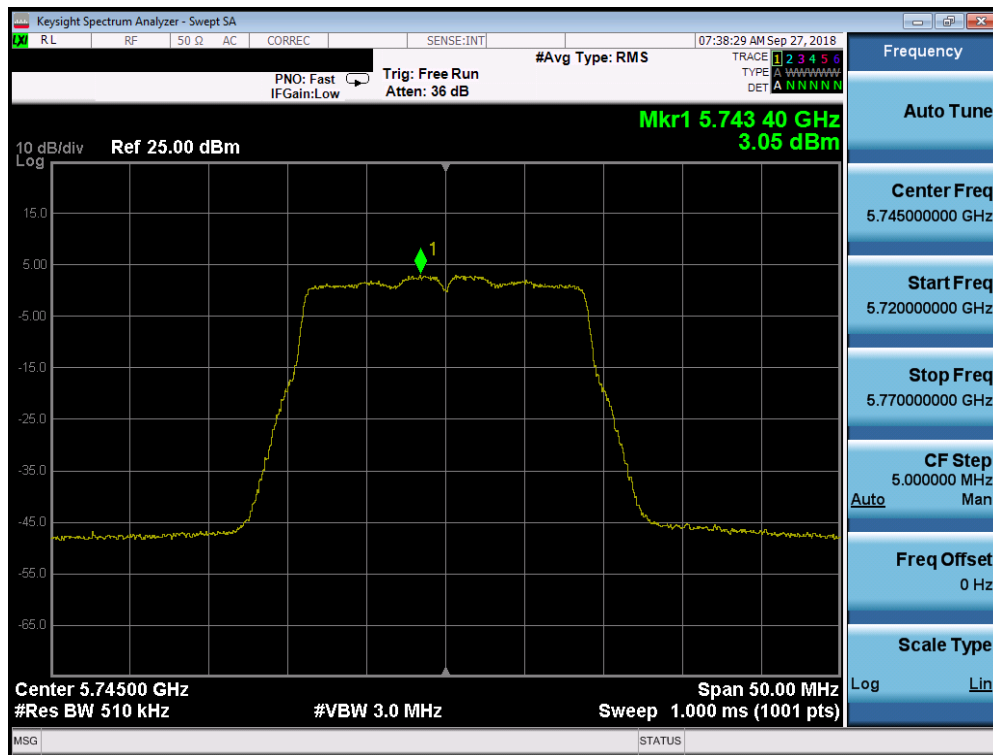 Keysight Spectrum Analyzer - Swept SA
LXI RL RF 50 Ω AC CORREC SENSE:INT 07:38:29 AM Sep 27, 2018
#Avg Type: RMS
PNO: Fast
IFGain:Low
Trig: Free Run
Atten: 36 dB
TRACE 1 2 3 4 5 6
TYPE A WWWWW
DET A N N N N N
Mkr1 5.743 40 GHz
3.05 dBm
10 dB/div Ref 25.00 dBm
Log
15.0
5.00
-5.00
-15.0
-25.0
-35.0
-45.0
-55.0
-65.0
1
Center 5.74500 GHz Span 50.00 MHz
#Res BW 510 kHz #VBW 3.0 MHz Sweep 1.000 ms (1001 pts)
MSG STATUS
Frequency
Auto Tune
Center Freq
5.745000000 GHz
Start Freq
5.720000000 GHz
Stop Freq
5.770000000 GHz
CF Step
5.000000 MHz
Auto Man
Freq Offset
0 Hz
Scale Type
Log Lin